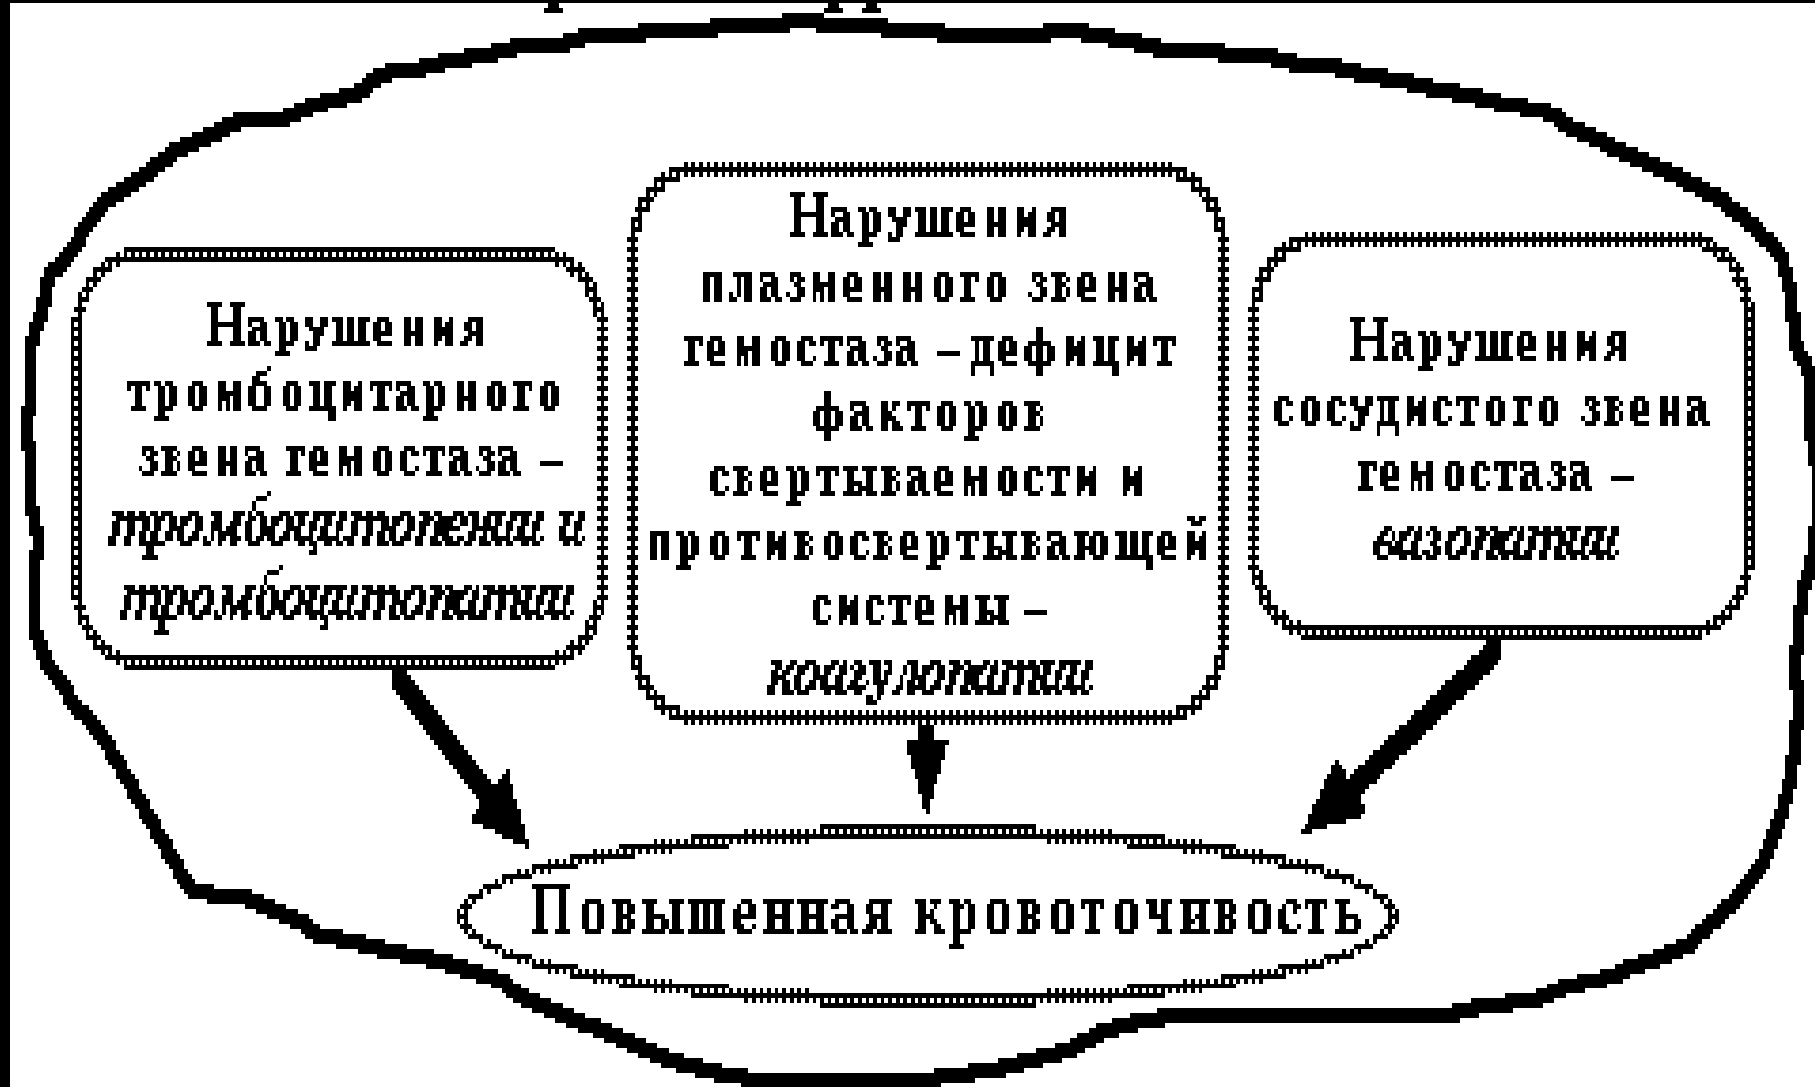 Нарушения
тромбоцитарного
звена гемостаза –
тромбоцитопении и
тромбоцитопатии
Нарушения
плазменного звена
гемостаза – дефицит
факторов
свертываемости и
противосвертывающей
системы –
коагулопатии
Нарушения
сосудистого звена
гемостаза –
вазопатии
Повышенная кровоточивость